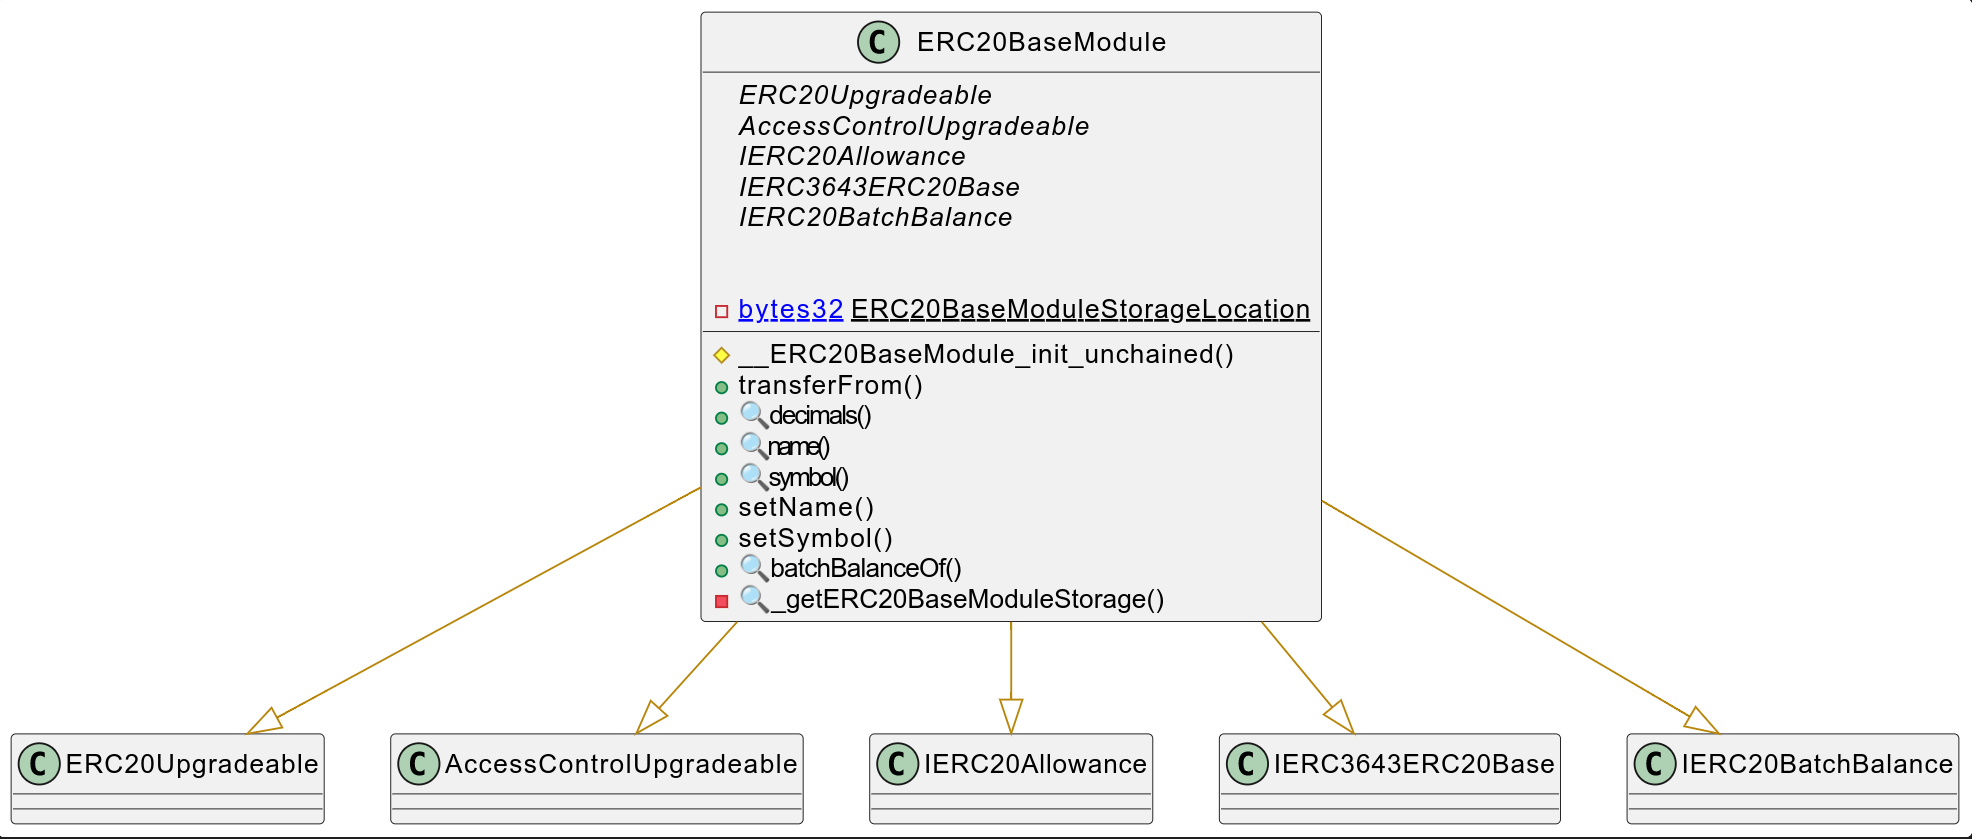 C ERC20BaseModule
ERC20Upgradeable
AccessControlUpgradeable
IERC20Allowance
IERC3643ERC20Base
IERC20BatchBalance
bytes32 ERC20BaseModuleStorageLocation
__ERC20BaseModule_init_unchained()
transferFrom()
🔍decimals()
🔍name()
🔍symbol()
setName()
setSymbol()
🔍batchBalanceOf()
🔍_getERC20BaseModuleStorage()
C ERC20Upgradeable
C AccessControlUpgradeable
C IERC20Allowance
C IERC3643ERC20Base
C IERC20BatchBalance